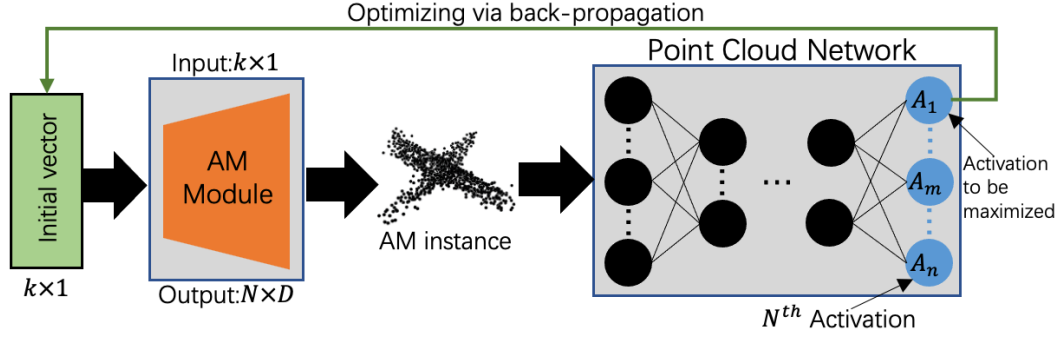 Optimizing via back-propagation
Point Cloud Network
Input:k×1
Initial vector
AM
Module
AM instance
k×1
Output:N×D
...
A₁
Aₘ
Aₙ
Activation
to be
maximized
Nᵗʰ Activation